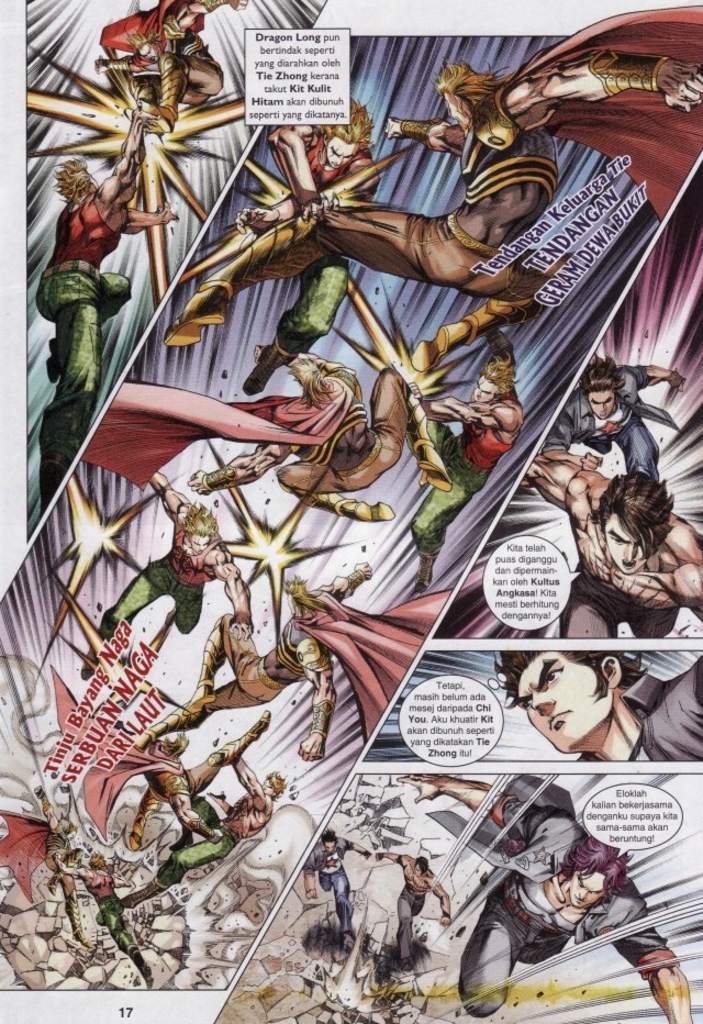 Dragon Long pun
bertindak seperti
yang diarahkan oleh
Tie Zhong kerana
takut Kit Kulit
Hitam akan dibunuh
seperti yang dikatanya.
Tendangan Keluarga Tie
TENDANGAN
GERAM DEWA BUKIT
Tinju Bayang Naga
SERBUAN NAGA
DARI LAUT
Kita telah
puas diganggu
dan dipermain-
kan oleh Kultus
Angkasa! Kita
mesti berhitung
dengannya!
Tetapi,
masih belum ada
mesej daripada Chi
You. Aku khuatir Kit
akan dibunuh seperti
yang dikatakan Tie
Zhong itu!
Eloklah
kalian bekerjasama
denganku supaya kita
sama-sama akan
beruntung!
17